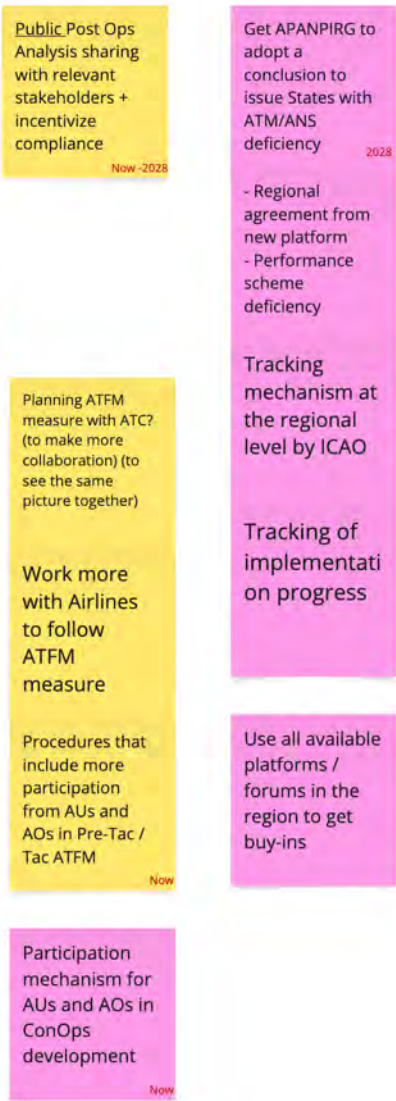 Public Post Ops
Analysis sharing
with relevant
stakeholders +
incentivize
compliance
Now -2028
Planning ATFM
measure with ATC?
(to make more
collaboration) (to
see the same
picture together)
Work more
with Airlines
to follow
ATFM
measure
Procedures that
include more
participation
from AUs and
AOs in Pre-Tac /
Tac ATFM
Now
Participation
mechanism for
AUs and AOs in
ConOps
development
Now
Get APANPIRG to
adopt a
conclusion to
issue States with
ATM/ANS
deficiency
2028
- Regional
agreement from
new platform
- Performance
scheme
deficiency
Tracking
mechanism at
the regional
level by ICAO
Tracking of
implementati
on progress
Use all available
platforms /
forums in the
region to get
buy-ins